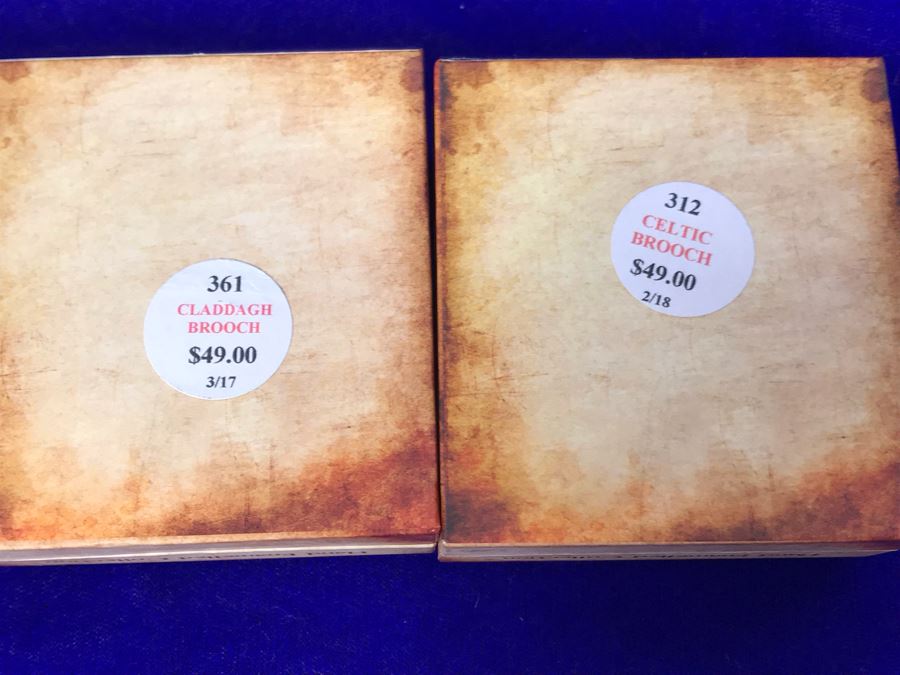 361
CLADDAGH
BROOCH
$49.00
3/17
312
CELTIC
BROOCH
$49.00
2/18